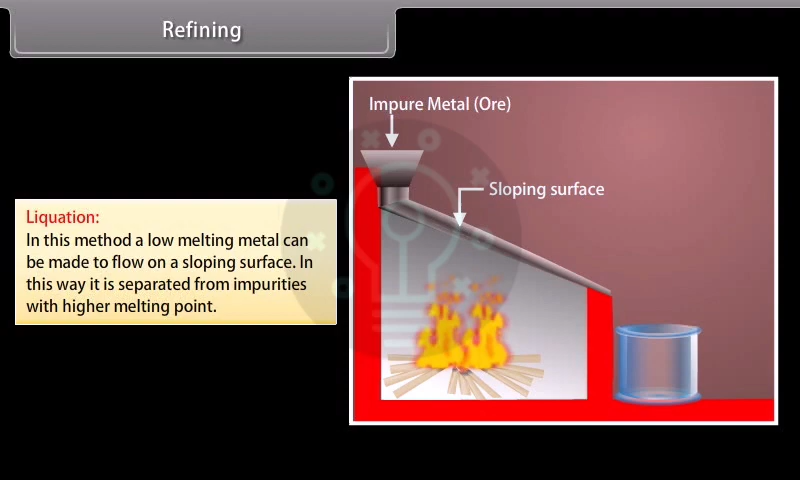 Refining
Impure Metal (Ore)
Sloping surface
Liquation:
In this method a low melting metal can
be made to flow on a sloping surface. In
this way it is separated from impurities
with higher melting point.